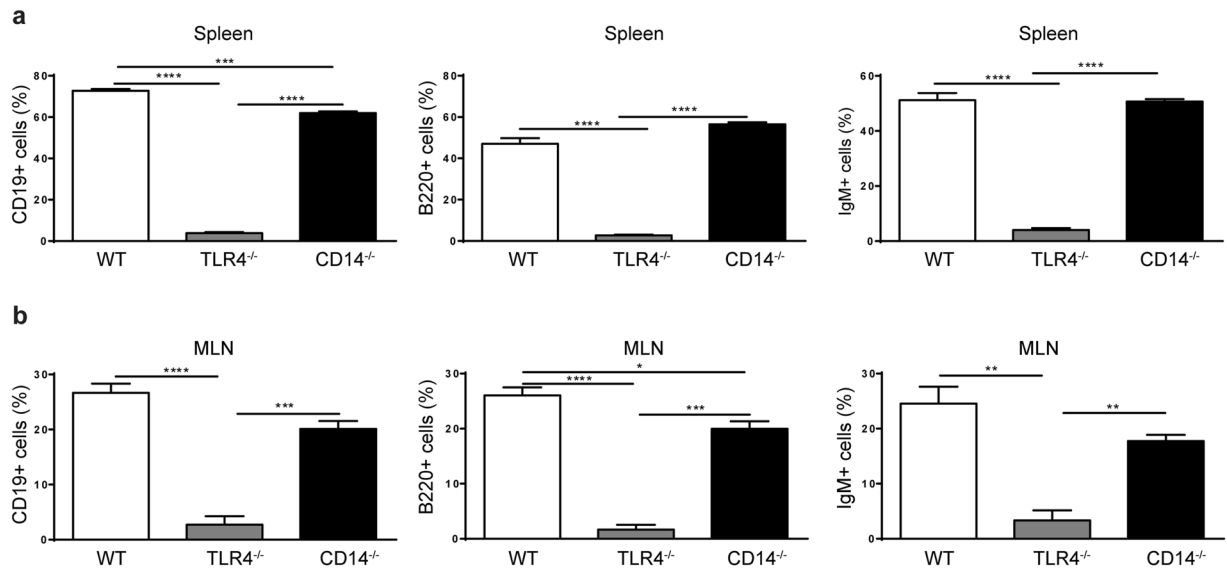 a
Spleen
CD19+ cells (%)
80
60
40
20
0
***
****
****
WT TLR4-/- CD14-/-
Spleen
B220+ cells (%)
80
60
40
20
0
****
****
WT TLR4-/- CD14-/-
Spleen
IgM+ cells (%)
60
40
20
0
****
****
WT TLR4-/- CD14-/-
b
MLN
CD19+ cells (%)
30
20
10
0
****
***
WT TLR4-/- CD14-/-
MLN
B220+ cells (%)
30
20
10
0
*
****
***
WT TLR4-/- CD14-/-
MLN
IgM+ cells (%)
30
20
10
0
**
**
WT TLR4-/- CD14-/-